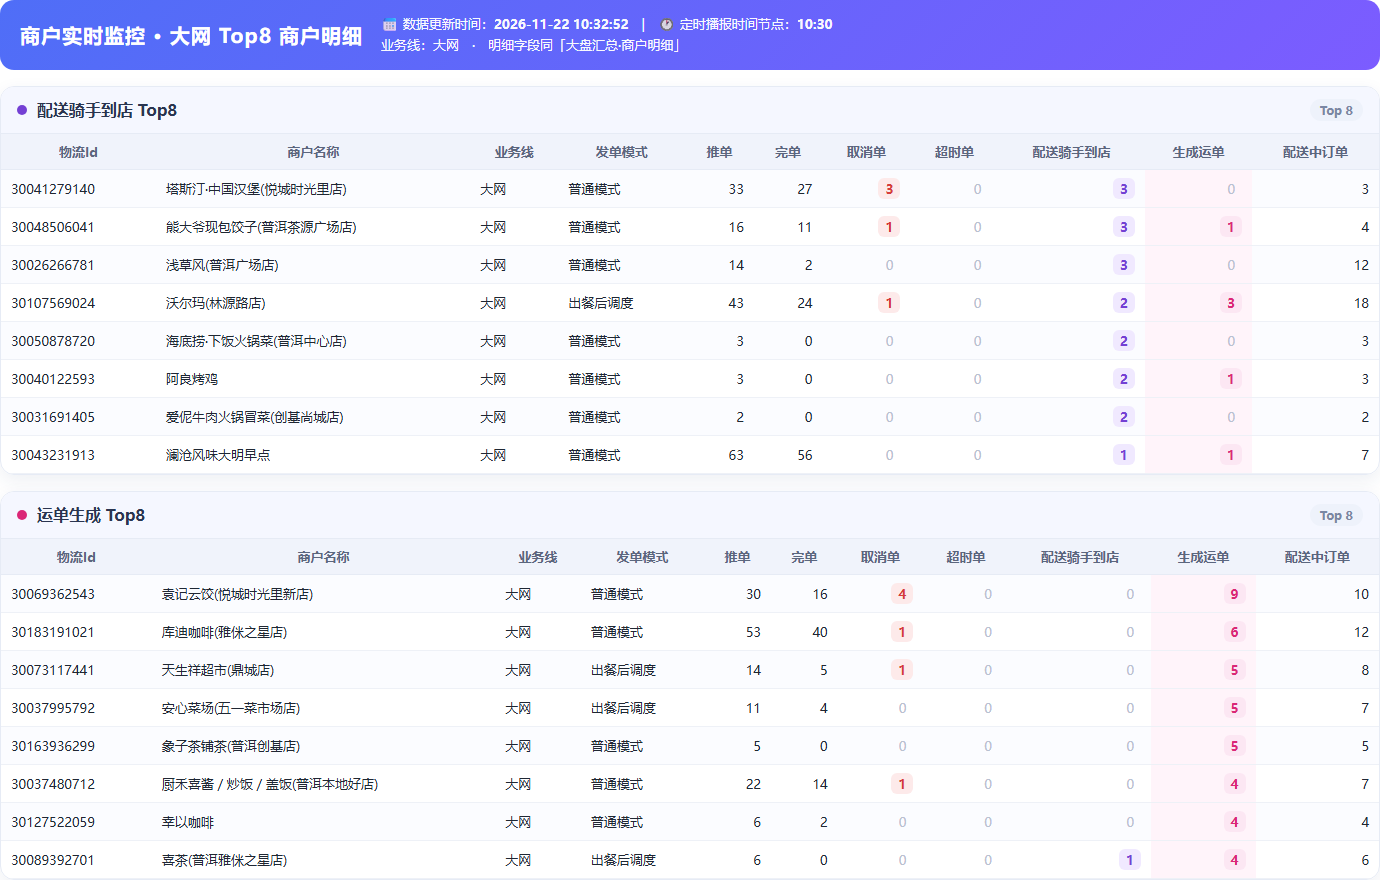 商户实时监控 • 大网 Top8 商户明细
数据更新时间：2026-11-22 10:32:52 | 定时播报时间节点：10:30
业务线：大网 · 明细字段同「大盘汇总·商户明细」
配送骑手到店 Top8 Top 8
物流Id 商户名称 业务线 发单模式 推单 完单 取消单 超时单 配送骑手到店 生成运单 配送中订单
30041279140 塔斯汀·中国汉堡(悦城时光里店) 大网 普通模式 33 27 3 0 3 0 3
30048506041 熊大爷现包饺子(普洱茶源广场店) 大网 普通模式 16 11 1 0 3 1 4
30026266781 浅草风(普洱广场店) 大网 普通模式 14 2 0 0 3 0 12
30107569024 沃尔玛(林源路店) 大网 出餐后调度 43 24 1 0 2 3 18
30050878720 海底捞·下饭火锅菜(普洱中心店) 大网 普通模式 3 0 0 0 2 0 3
30040122593 阿良烤鸡 大网 普通模式 3 0 0 0 2 1 3
30031691405 爱伲牛肉火锅冒菜(创基尚城店) 大网 普通模式 2 0 0 0 2 0 2
30043231913 澜沧风味大明早点 大网 普通模式 63 56 0 0 1 1 7
运单生成 Top8 Top 8
物流Id 商户名称 业务线 发单模式 推单 完单 取消单 超时单 配送骑手到店 生成运单 配送中订单
30069362543 袁记云饺(悦城时光里新店) 大网 普通模式 30 16 4 0 0 9 10
30183191021 库迪咖啡(雅侎之星店) 大网 普通模式 53 40 1 0 0 6 12
30073117441 天生祥超市(鼎城店) 大网 出餐后调度 14 5 1 0 0 5 8
30037995792 安心菜场(五一菜市场店) 大网 出餐后调度 11 4 0 0 0 5 7
30163936299 象子茶铺茶(普洱创基店) 大网 普通模式 5 0 0 0 0 5 5
30037480712 厨禾喜酱 / 炒饭 / 盖饭(普洱本地好店) 大网 普通模式 22 14 1 0 0 4 7
30127522059 幸以咖啡 大网 普通模式 6 2 0 0 0 4 4
30089392701 喜茶(普洱雅侎之星店) 大网 出餐后调度 6 0 0 0 1 4 6